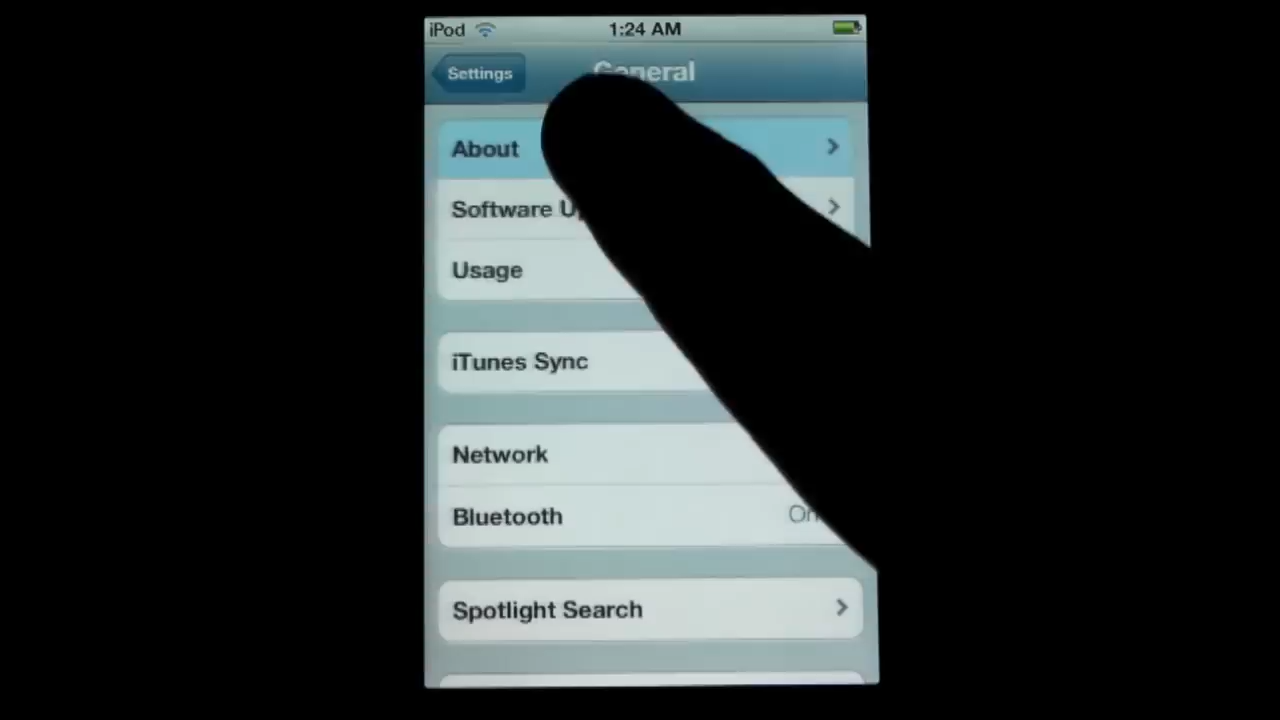 iPod 1:24 AM
Settings General
About
Software
Usage
iTunes Sync
Network
Bluetooth On
Spotlight Search